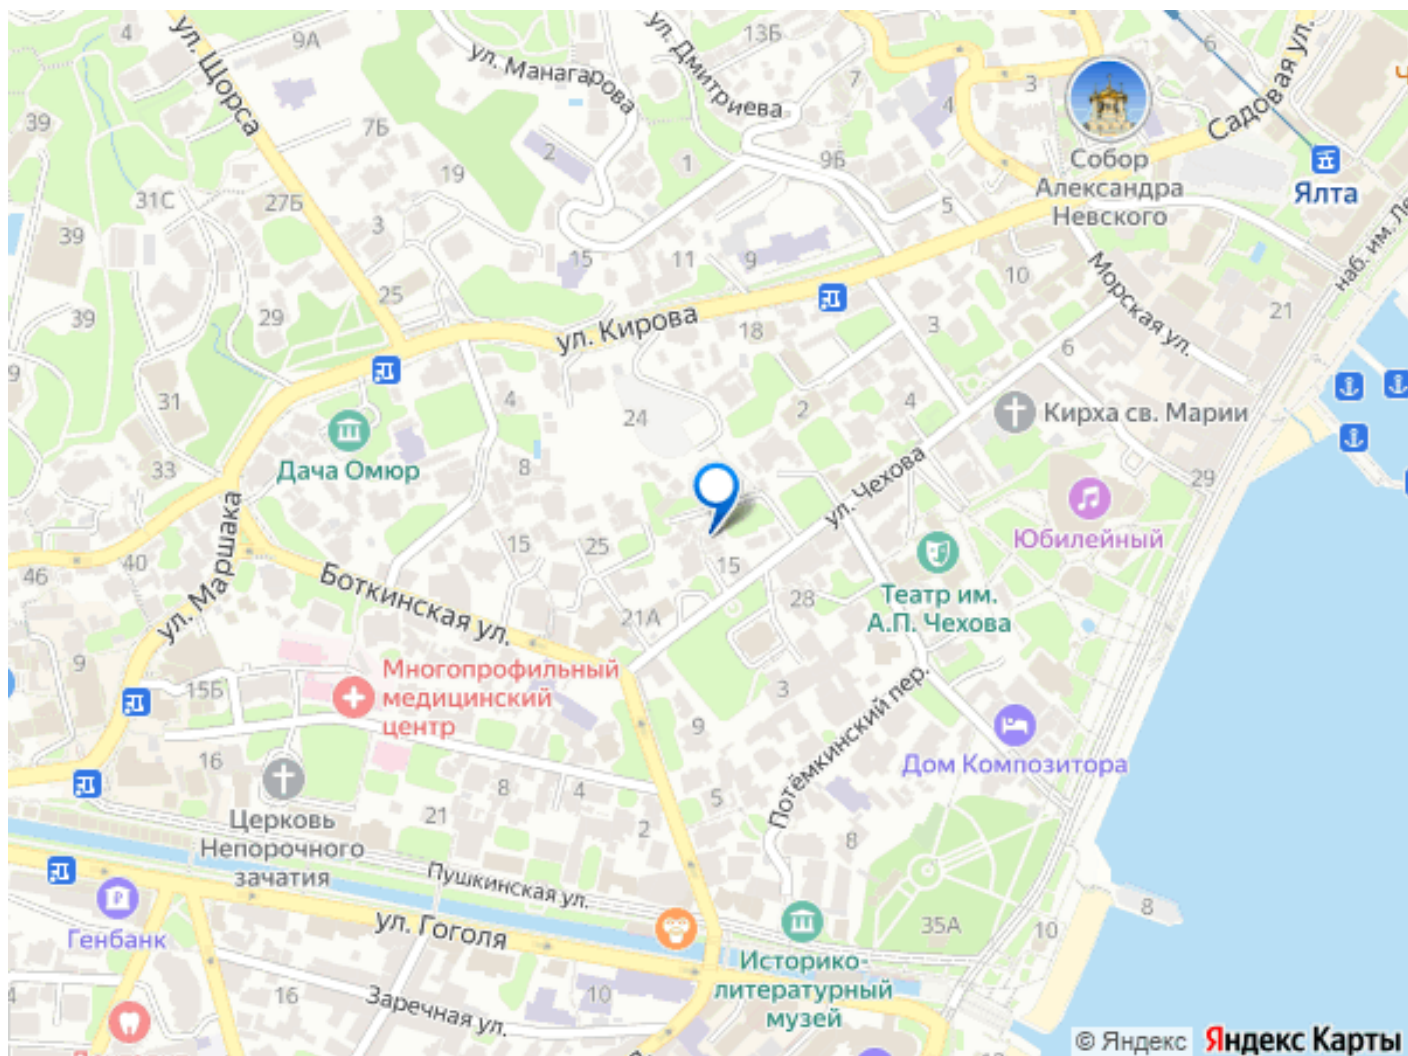 4
9А
13Б
6
ул. Щорса
ул. Манагарова
ул. Дмитриева
7
4
3
Садовая ул.
39
7Б
2
1
9Б
Собор
Александра
Невского
Ялта
31С
27Б
19
5
39
3
15
11
9
10
Морская ул.
наб. им. Ле
21
25
39
29
ул. Кирова
18
3
6
9
31
4
24
2
4
Кирха св. Марии
Дача Омюр
33
8
ул. Чехова
29
Юбилейный
ул. Маршака
15
25
15
46
40
Боткинская ул.
21А
28
Театр им.
А.П. Чехова
9
15Б
Многопрофильный
медицинский
центр
3
9
Потёмкинский пер.
Дом Композитора
16
8
4
5
21
2
8
Церковь
Непорочного
зачатия
Пушкинская ул.
ул. Гоголя
Генбанк
35А
10
8
Историко-
литературный
музей
4
16
Заречная ул.
10
© Яндекс
Яндекс Карты